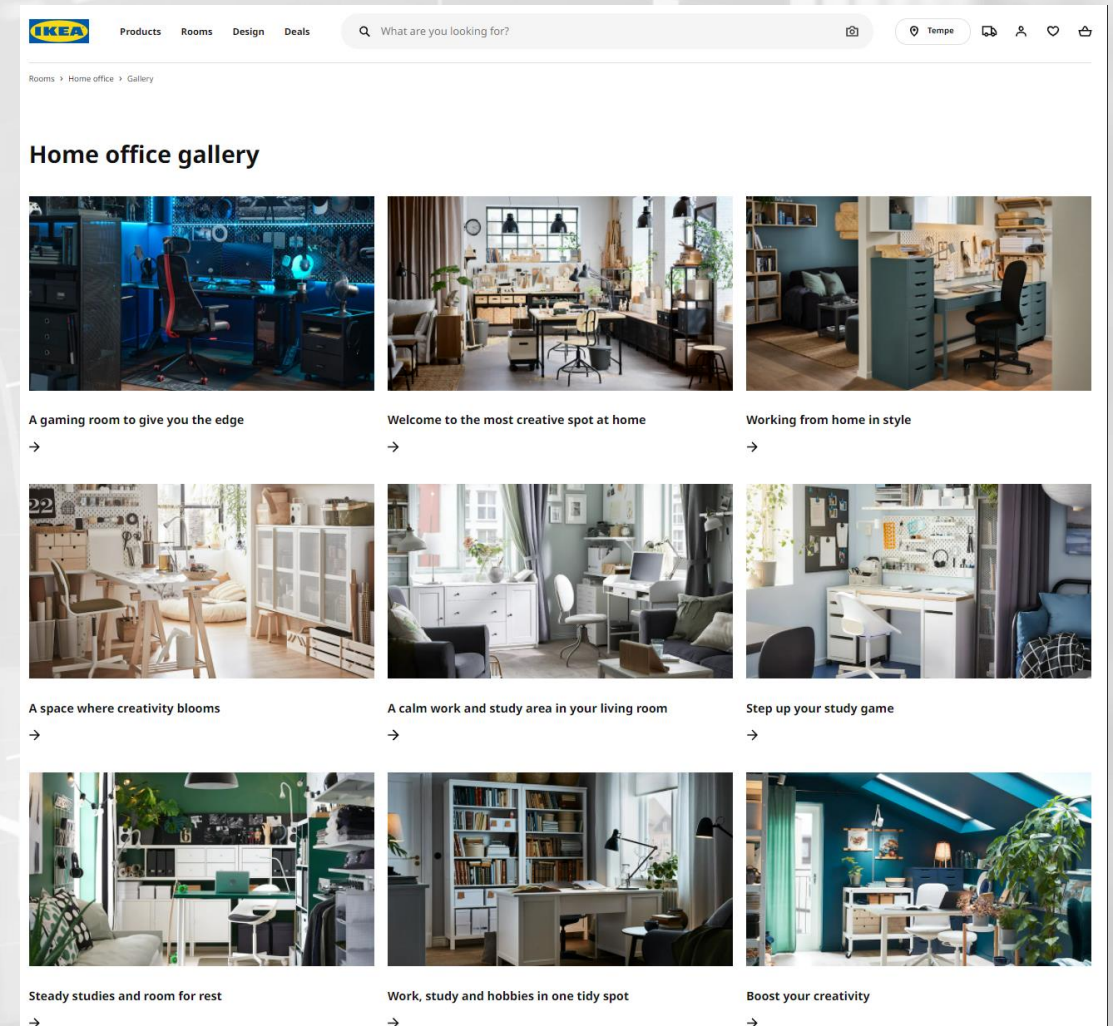 IKEA
Products Rooms Design Deals
What are you looking for?
Tempe
Rooms > Home office > Gallery
Home office gallery
A gaming room to give you the edge
Welcome to the most creative spot at home
Working from home in style
22
A space where creativity blooms
A calm work and study area in your living room
Step up your study game
Steady studies and room for rest
Work, study and hobbies in one tidy spot
Boost your creativity